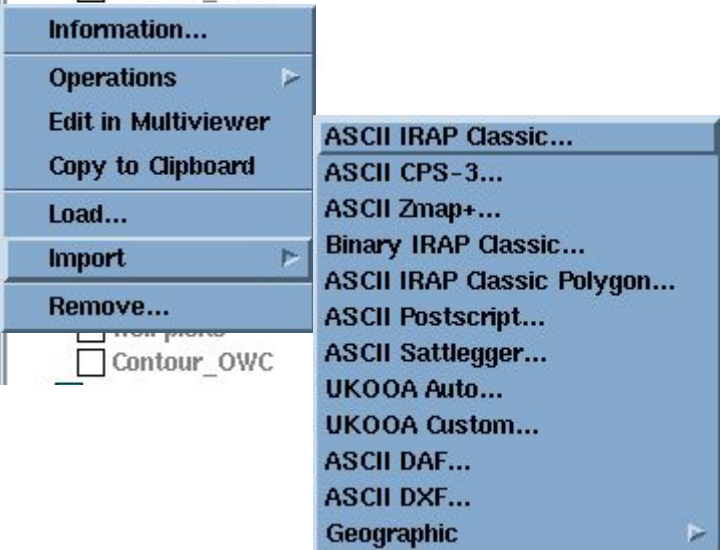 Information...
Operations
Edit in Multiviewer
Copy to Clipboard
Load...
Import
Remove...
Contour_OWC
ASCII IRAP Classic...
ASCII CPS-3...
ASCII Zmap+...
Binary IRAP Classic...
ASCII IRAP Classic Polygon...
ASCII Postscript...
ASCII Sattlegger...
UKOOA Auto...
UKOOA Custom...
ASCII DAF...
ASCII DXF...
Geographic